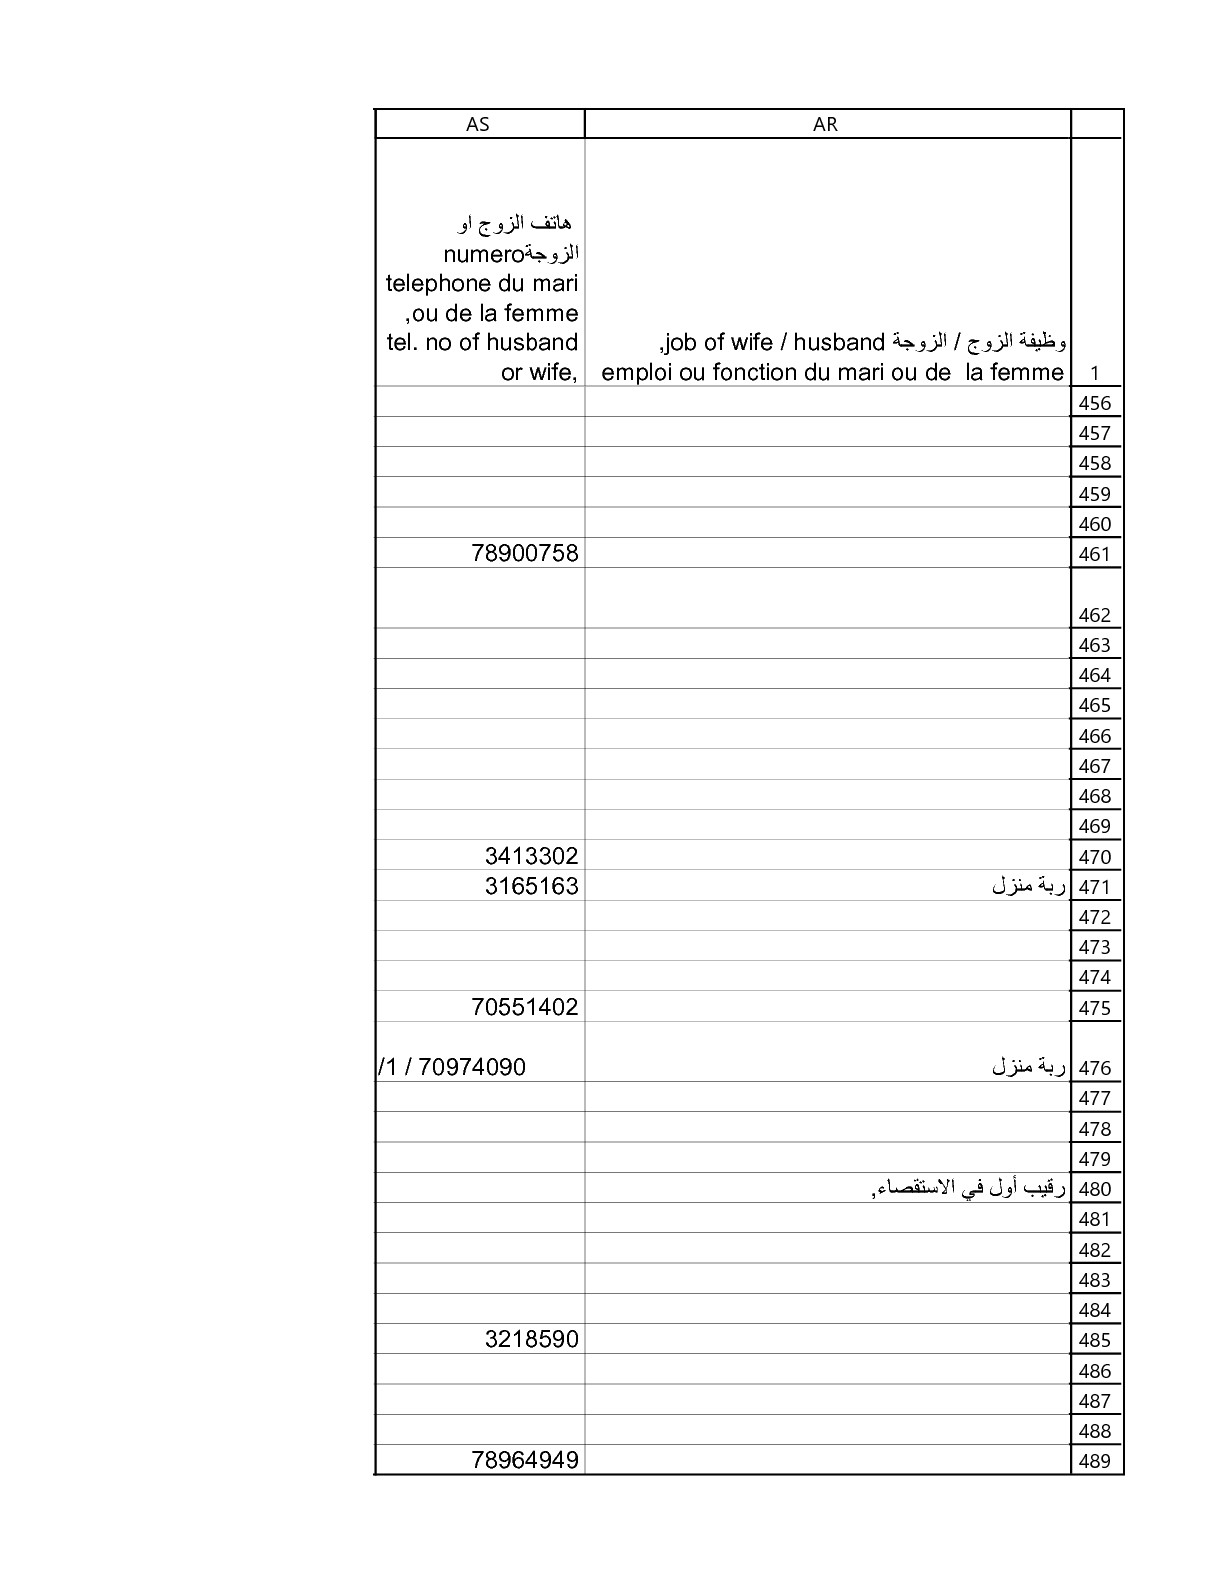 AS AR
هاتف الزوج او
الزوجةnumero
telephone du mari
,ou de la femme
tel. no of husband
or wife,
وظيفة الزوج / الزوجة job of wife / husband,
emploi ou fonction du mari ou de la femme
1
456
457
458
459
460
78900758 461
462
463
464
465
466
467
468
469
3413302 470
3165163 ربة منزل 471
472
473
474
70551402 475
/1 / 70974090 ربة منزل 476
477
478
479
رقيب أول في الاستقصاء, 480
481
482
483
484
3218590 485
486
487
488
78964949 489